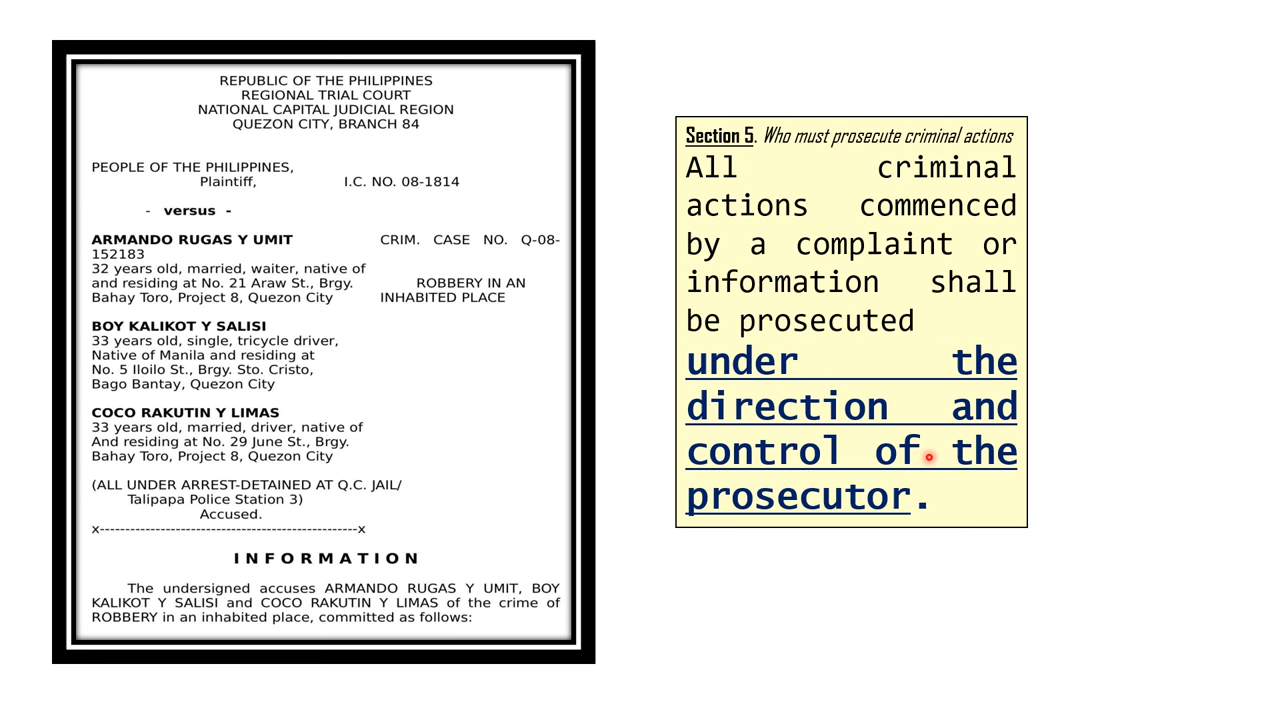 REPUBLIC OF THE PHILIPPINES
REGIONAL TRIAL COURT
NATIONAL CAPITAL JUDICIAL REGION
QUEZON CITY, BRANCH 84
PEOPLE OF THE PHILIPPINES,
Plaintiff, I.C. NO. 08-1814
- versus -
ARMANDO RUGAS Y UMIT CRIM. CASE NO. Q-08-
152183
32 years old, married, waiter, native of
and residing at No. 21 Araw St., Brgy. ROBBERY IN AN
Bahay Toro, Project 8, Quezon City INHABITED PLACE
BOY KALIKOT Y SALISI
33 years old, single, tricycle driver,
Native of Manila and residing at
No. 5 Iloilo St., Brgy. Sto. Cristo,
Bago Bantay, Quezon City
COCO RAKUTIN Y LIMAS
33 years old, married, driver, native of
And residing at No. 29 June St., Brgy.
Bahay Toro, Project 8, Quezon City
(ALL UNDER ARREST-DETAINED AT Q.C. JAIL/
Talipapa Police Station 3)
Accused.
x--------------------------------------------------x
I N F O R M A T I O N
The undersigned accuses ARMANDO RUGAS Y UMIT, BOY
KALIKOT Y SALISI and COCO RAKUTIN Y LIMAS of the crime of
ROBBERY in an inhabited place, committed as follows:
Section 5. Who must prosecute criminal actions
All criminal
actions commenced
by a complaint or
information shall
be prosecuted
under the
direction and
control of the
prosecutor.